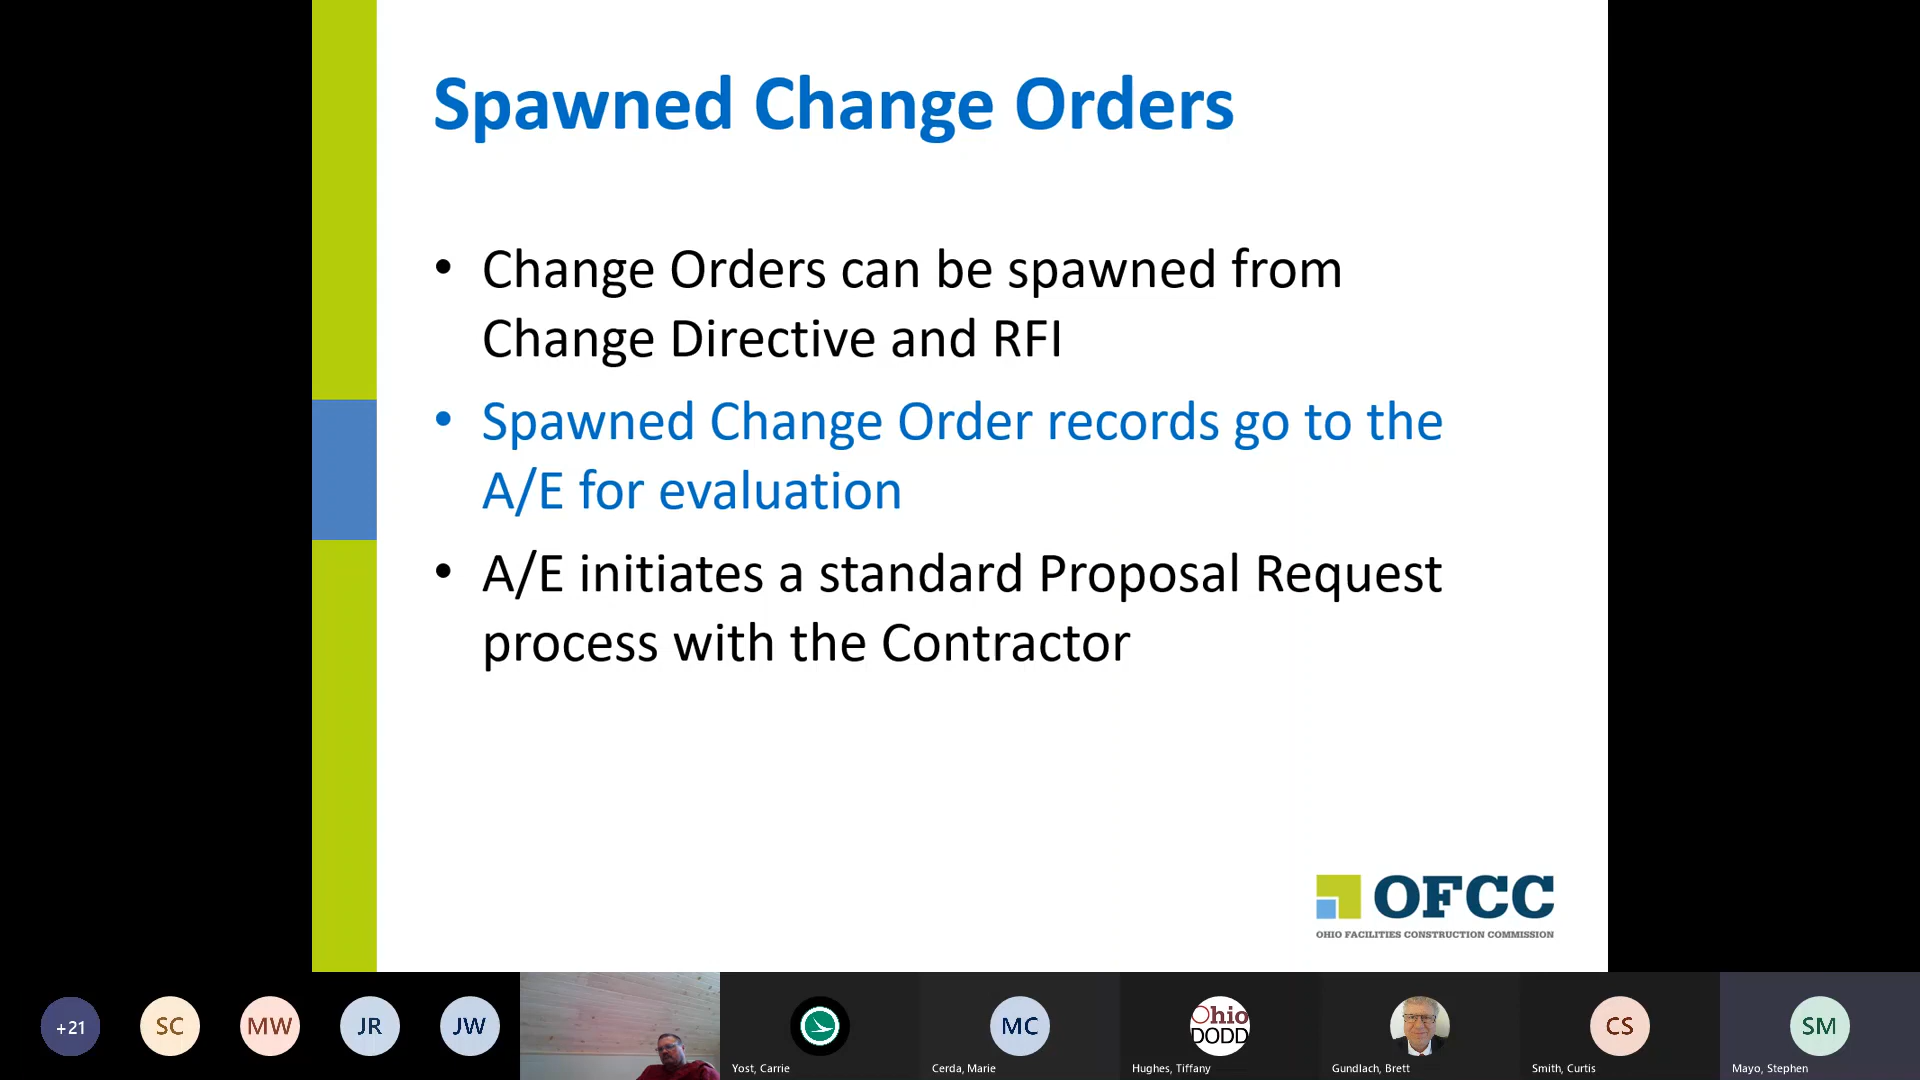 Spawned Change Orders
• Change Orders can be spawned from
Change Directive and RFI
• Spawned Change Order records go to the
A/E for evaluation
• A/E initiates a standard Proposal Request
process with the Contractor
OFCC
OHIO FACILITIES CONSTRUCTION COMMISSION
+21
SC
MW
JR
JW
Yost, Carrie
MC
Cerda, Marie
Ohio
DODD
Hughes, Tiffany
Gundlach, Brett
CS
Smith, Curtis
SM
Mayo, Stephen